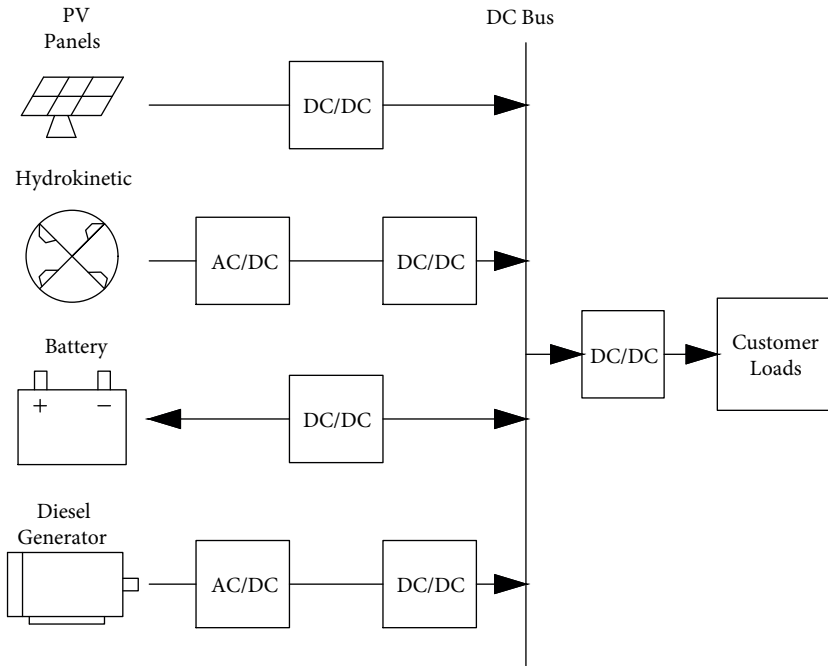 PV
Panels
DC Bus
DC/DC
Hydrokinetic
AC/DC
DC/DC
Battery
+ −
DC/DC
DC/DC
Customer
Loads
Diesel
Generator
AC/DC
DC/DC